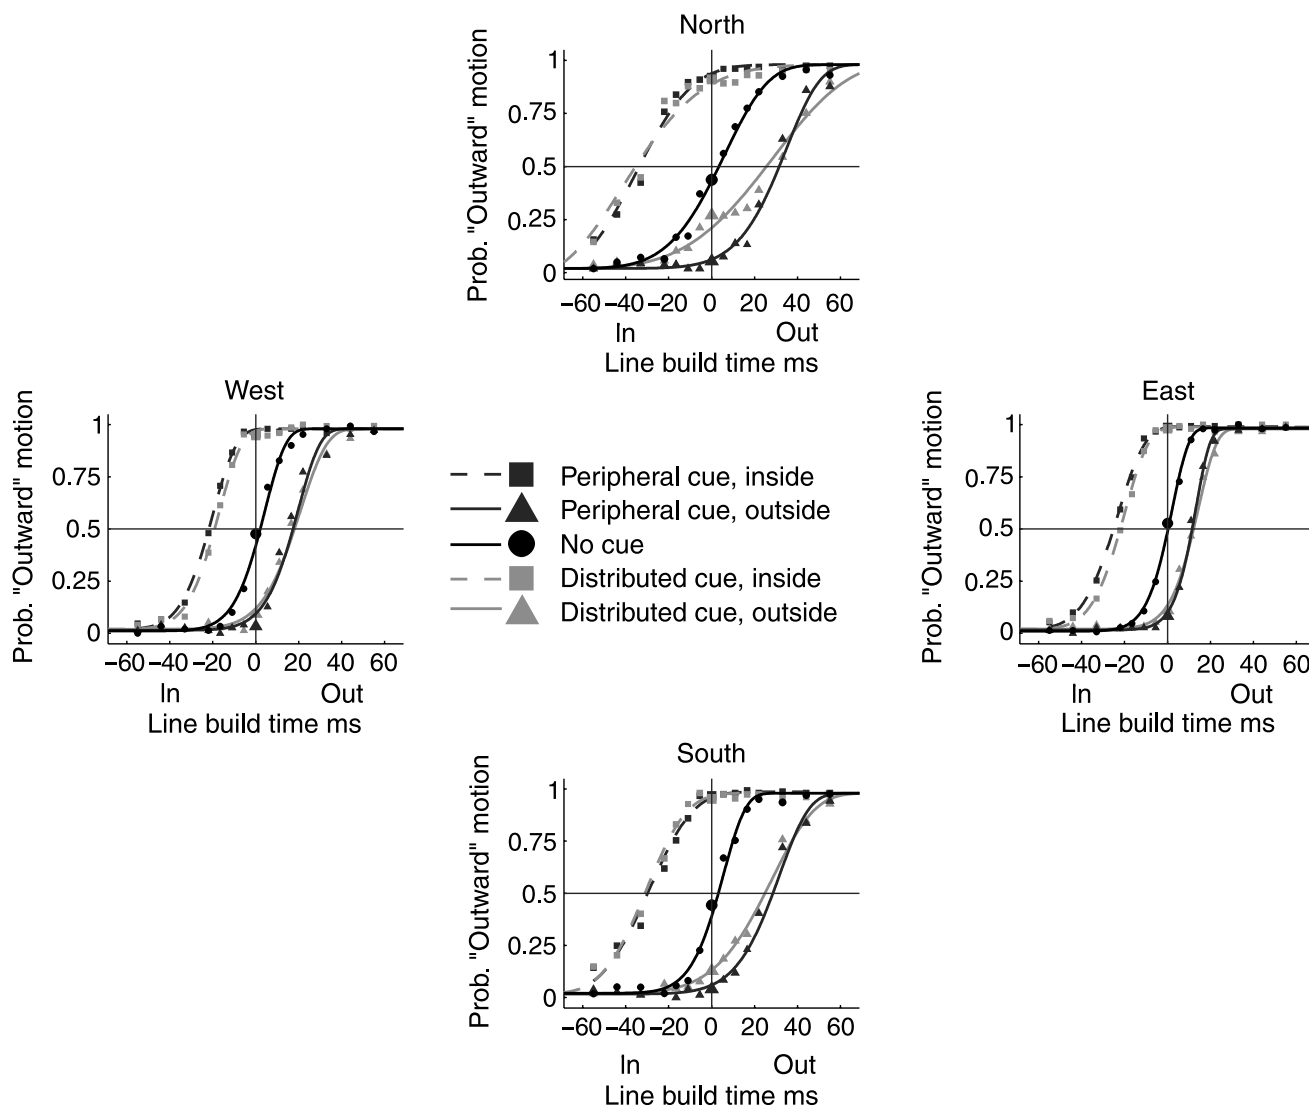 North
Prob. "Outward" motion
1
0.75
0.5
0.25
0
−60 −40 −20 0 20 40 60
In Out
Line build time ms
West
Prob. "Outward" motion
1
0.75
0.5
0.25
0
−60 −40 −20 0 20 40 60
In Out
Line build time ms
Peripheral cue, inside
Peripheral cue, outside
No cue
Distributed cue, inside
Distributed cue, outside
East
Prob. "Outward" motion
1
0.75
0.5
0.25
0
−60 −40 −20 0 20 40 60
In Out
Line build time ms
South
Prob. "Outward" motion
1
0.75
0.5
0.25
0
−60 −40 −20 0 20 40 60
In Out
Line build time ms